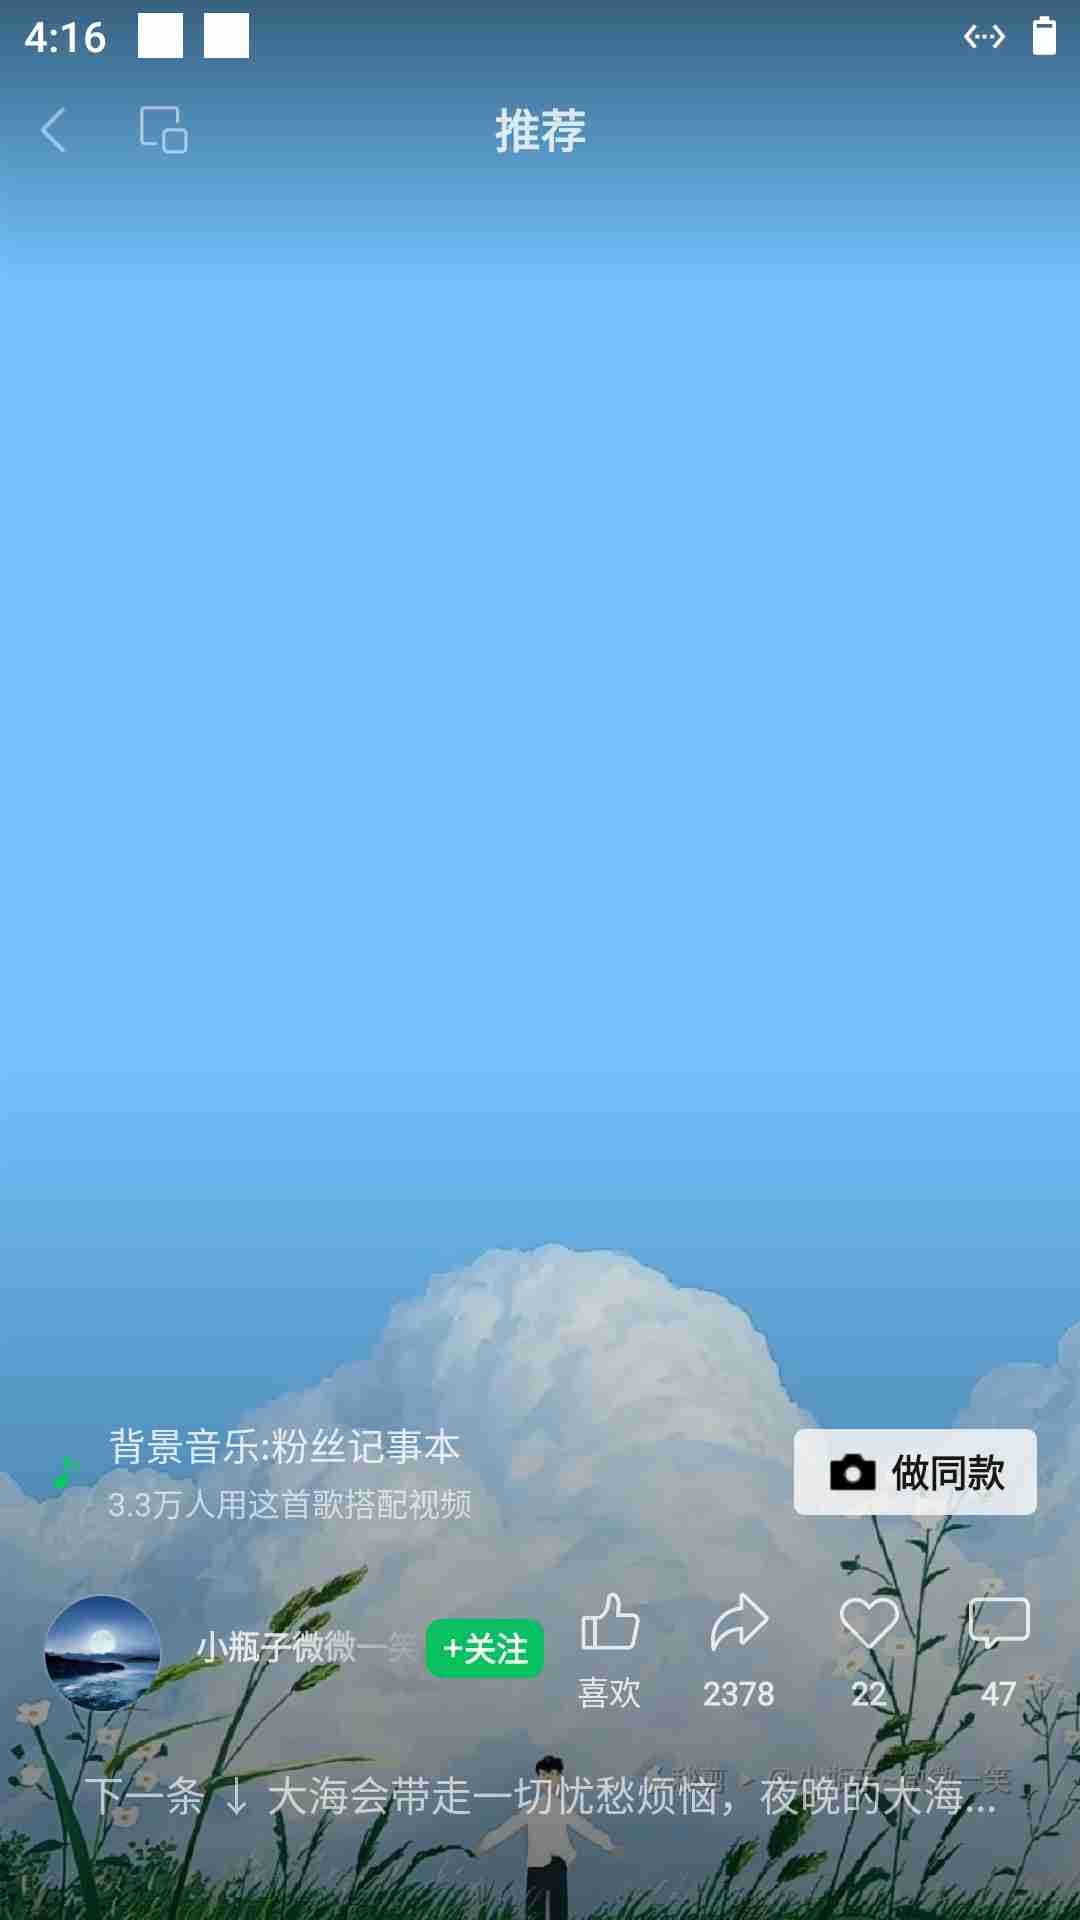 4:16
推荐
背景音乐:粉丝记事本
3.3万人用这首歌搭配视频
做同款
小瓶子微微一笑
+关注
喜欢
2378
22
47
下一条 ↓ 大海会带走一切忧愁烦恼，夜晚的大海...